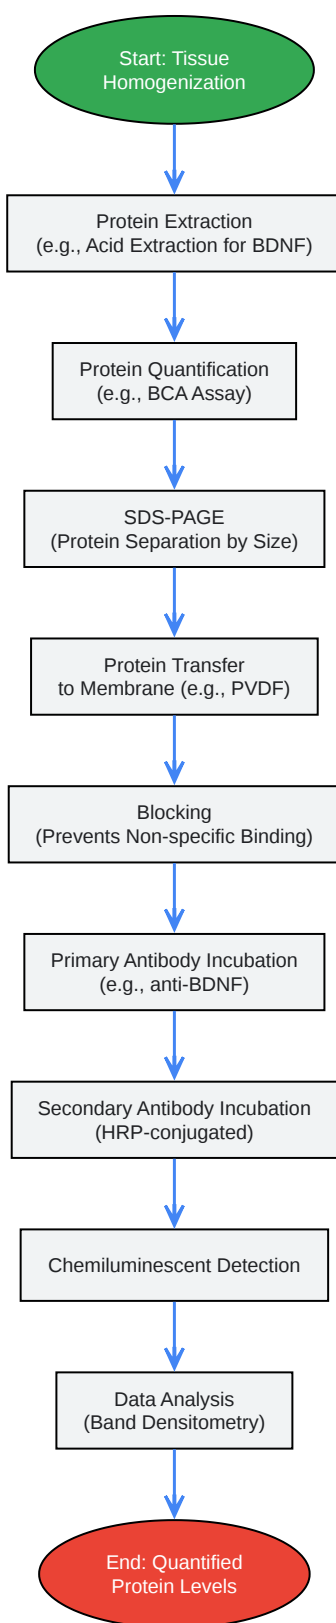 Start: Tissue
Homogenization
Protein Extraction
(e.g., Acid Extraction for BDNF)
Protein Quantification
(e.g., BCA Assay)
SDS-PAGE
(Protein Separation by Size)
Protein Transfer
to Membrane (e.g., PVDF)
Blocking
(Prevents Non-specific Binding)
Primary Antibody Incubation
(e.g., anti-BDNF)
Secondary Antibody Incubation
(HRP-conjugated)
Chemiluminescent Detection
Data Analysis
(Band Densitometry)
End: Quantified
Protein Levels